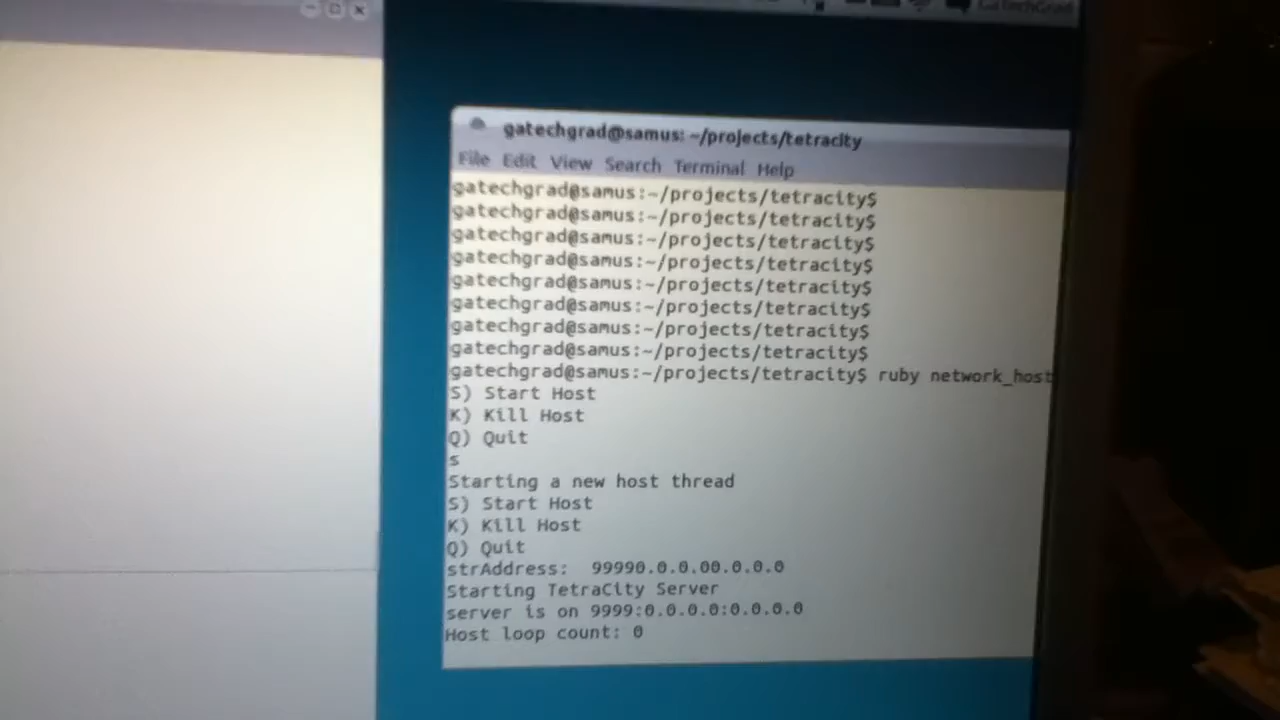 GaTechGrad
gatechgrad@samus: ~/projects/tetracity
File Edit View Search Terminal Help
gatechgrad@samus:~/projects/tetracity$
gatechgrad@samus:~/projects/tetracity$
gatechgrad@samus:~/projects/tetracity$
gatechgrad@samus:~/projects/tetracity$
gatechgrad@samus:~/projects/tetracity$
gatechgrad@samus:~/projects/tetracity$
gatechgrad@samus:~/projects/tetracity$
gatechgrad@samus:~/projects/tetracity$
gatechgrad@samus:~/projects/tetracity$ ruby network_host
S) Start Host
K) Kill Host
Q) Quit
s
Starting a new host thread
S) Start Host
K) Kill Host
Q) Quit
strAddress:  99990.0.0.00.0.0.0
Starting TetraCity Server
server is on 9999:0.0.0.0:0.0.0.0
Host loop count: 0